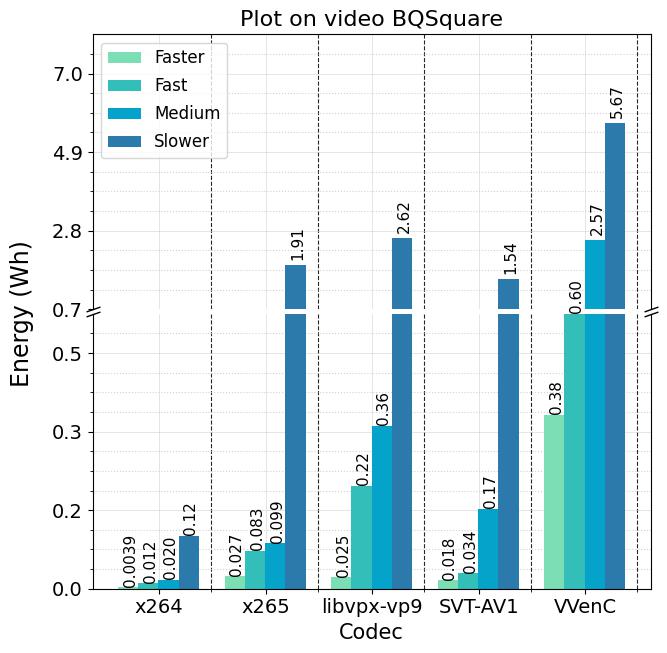 Plot on video BQSquare
Faster
Fast
Medium
Slower
7.0
4.9
2.8
0.7
0.5
0.3
0.2
0.0
Energy (Wh)
0.0039
0.012
0.020
0.12
0.027
0.083
0.099
1.91
0.025
0.22
0.36
2.62
0.018
0.034
0.17
1.54
0.38
0.60
2.57
5.67
x264
x265
libvpx-vp9
SVT-AV1
VVenC
Codec